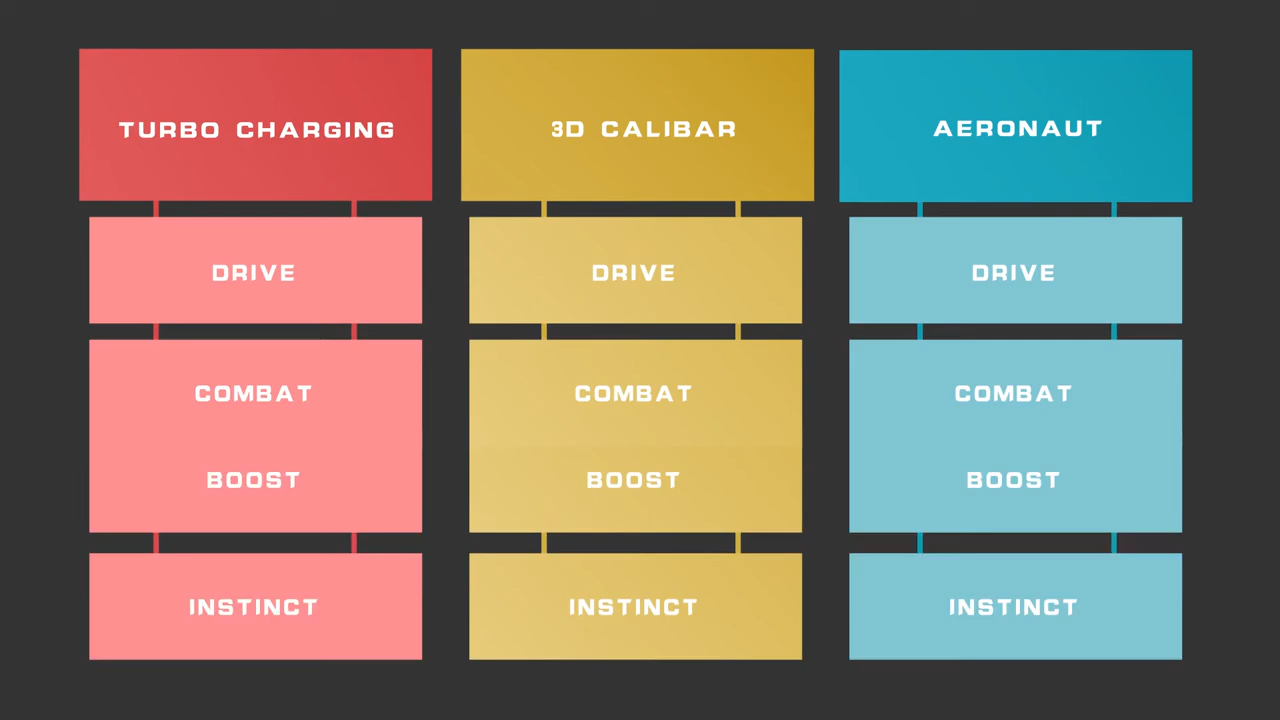 TURBO CHARGING
DRIVE
COMBAT
BOOST
INSTINCT
3D CALIBAR
DRIVE
COMBAT
BOOST
INSTINCT
AERONAUT
DRIVE
COMBAT
BOOST
INSTINCT